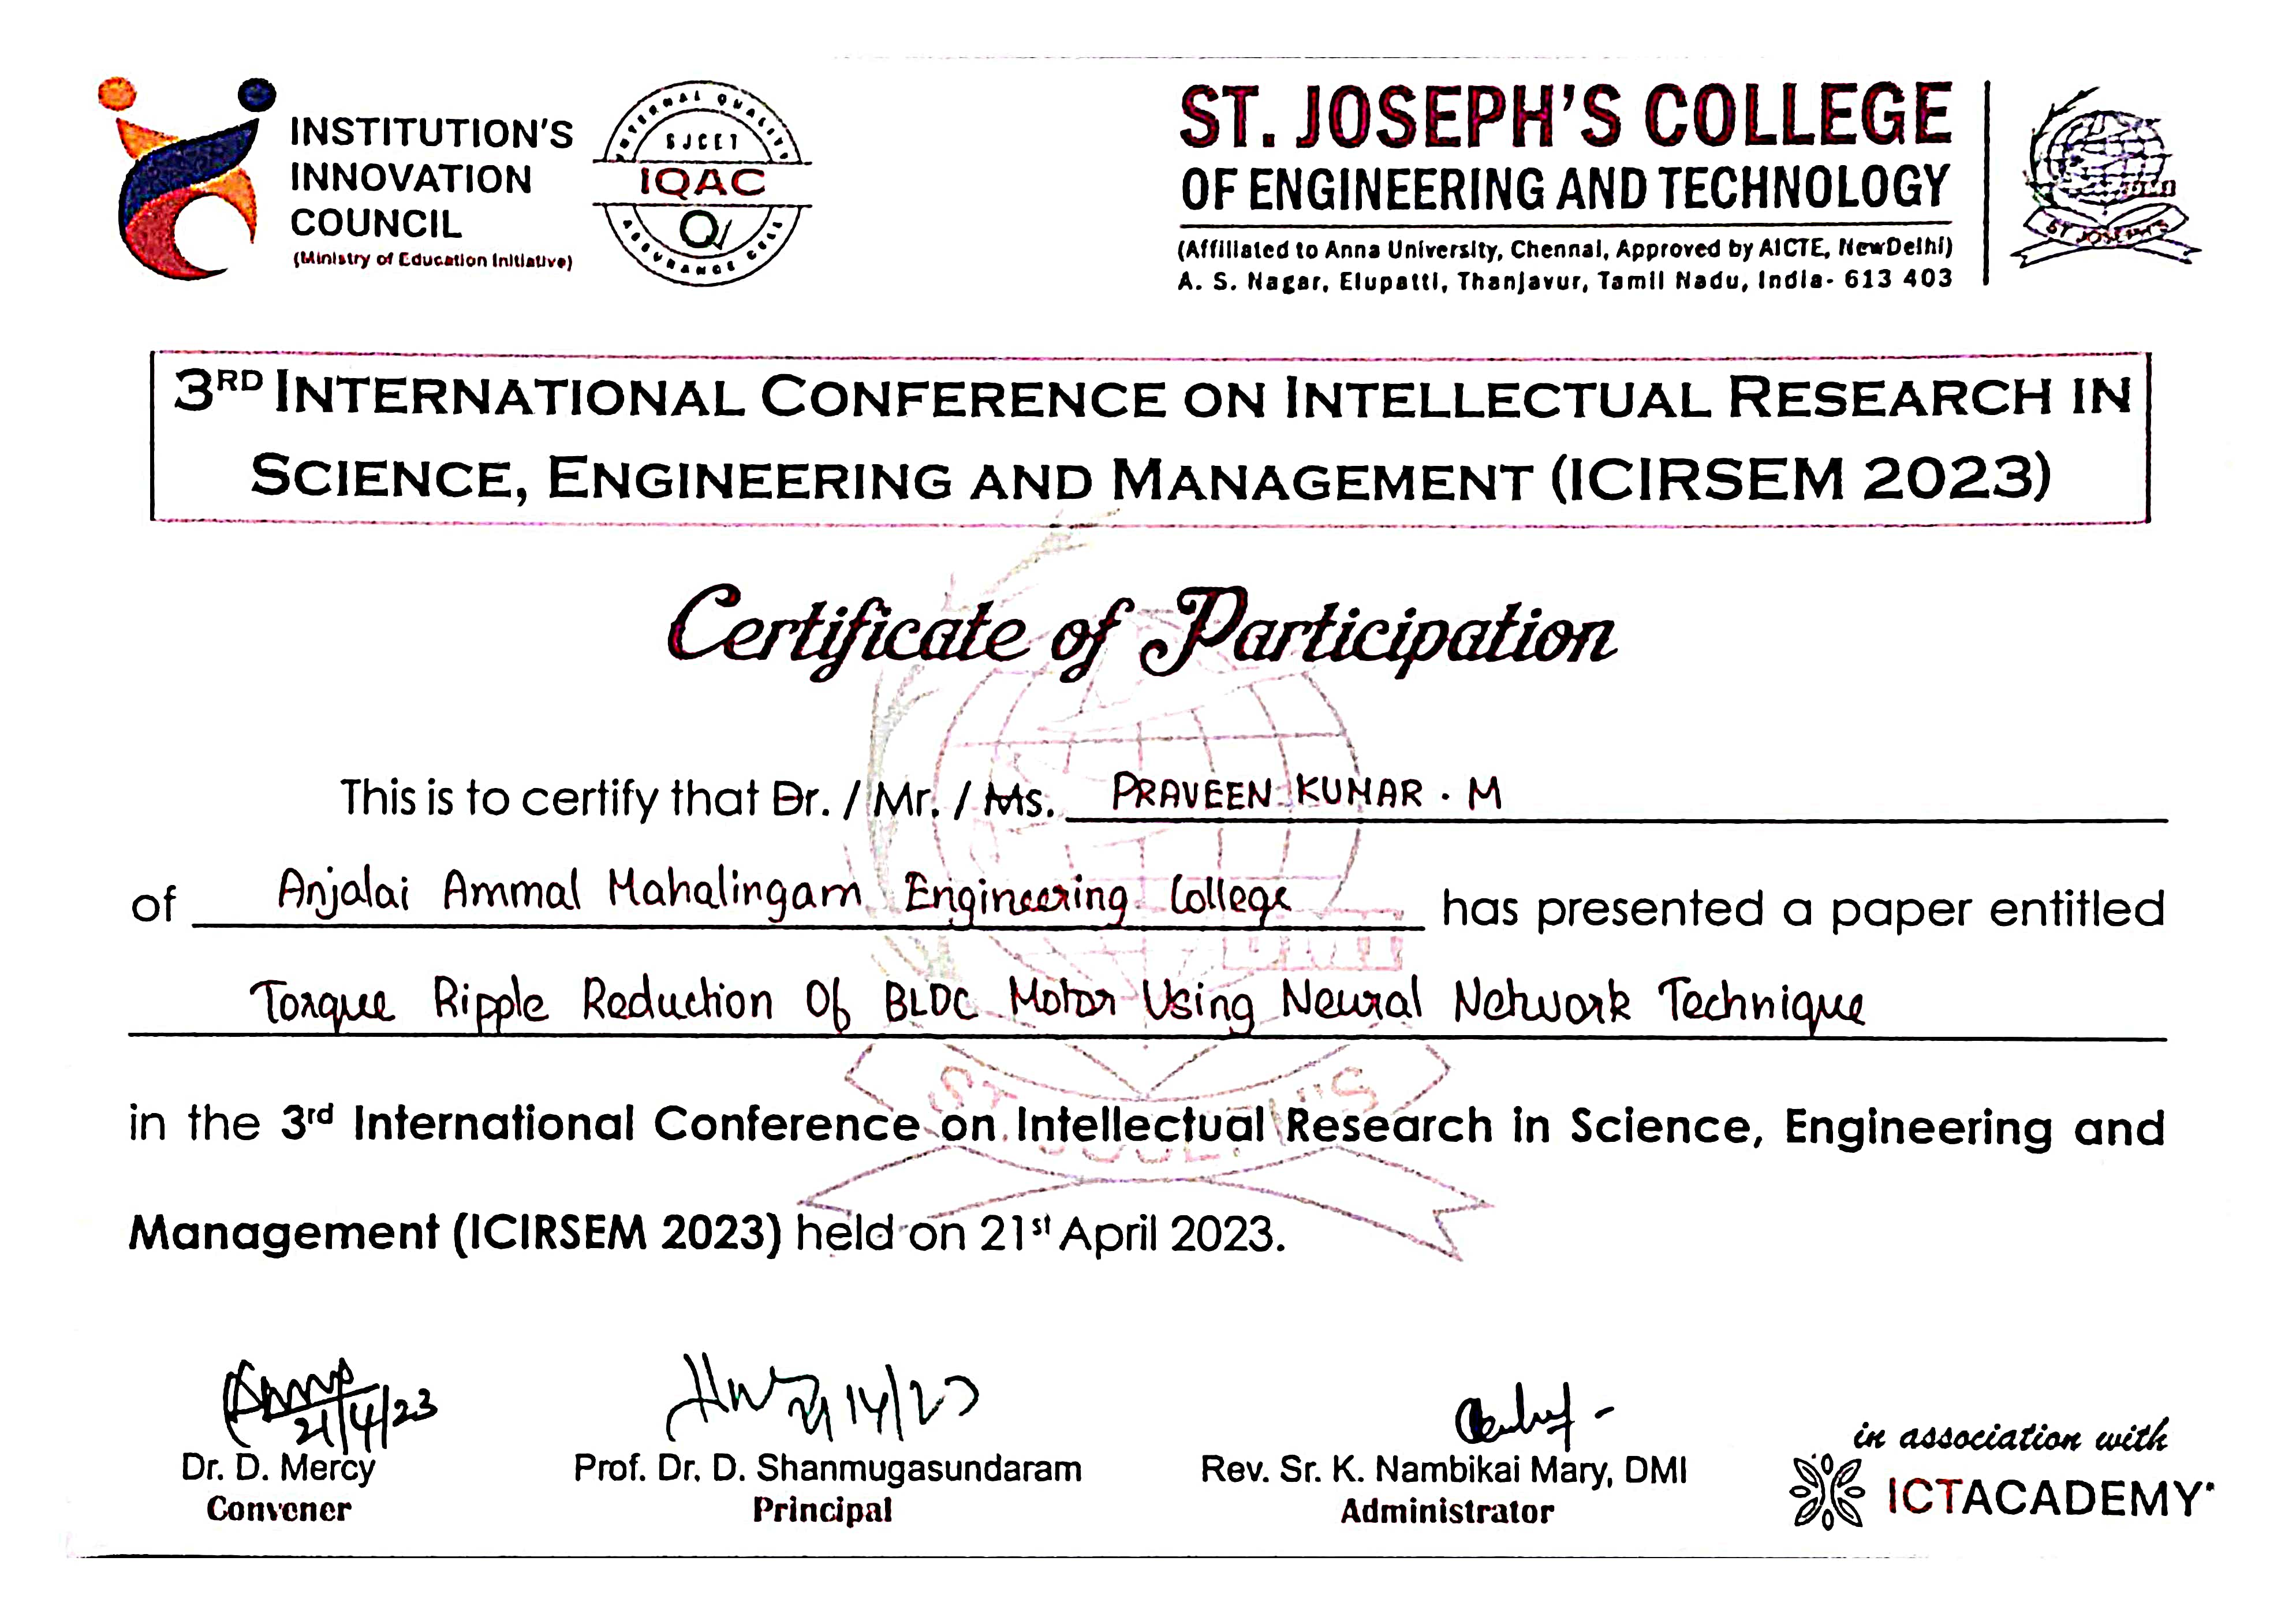 INSTITUTION'S
INNOVATION
COUNCIL
(Ministry of Education Initiative)
INTERNAL QUALITY
SJCET
IQAC
ASSURANCE CELL
ST. JOSEPH'S COLLEGE
OF ENGINEERING AND TECHNOLOGY
(Affiliated to Anna University, Chennai, Approved by AICTE, NewDelhi)
A. S. Nagar, Elupatti, Thanjavur, Tamil Nadu, India- 613 403
ST JOSEPH'S
3RD INTERNATIONAL CONFERENCE ON INTELLECTUAL RESEARCH IN
SCIENCE, ENGINEERING AND MANAGEMENT (ICIRSEM 2023)
Certificate of Participation
This is to certify that Dr. / Mr. / Ms. PRAVEEN KUMAR . M
of Anjalai Ammal Mahalingam Engineering College has presented a paper entitled
Torque Ripple Reduction Of BLDC Motor Using Neural Network Technique
in the 3rd International Conference on Intellectual Research in Science, Engineering and
Management (ICIRSEM 2023) held on 21st April 2023.
21/4/23
21/4/23
Dr. D. Mercy
Convener
Prof. Dr. D. Shanmugasundaram
Principal
Rev. Sr. K. Nambikai Mary, DMI
Administrator
in association with
ICTACADEMY